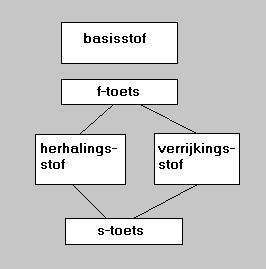 basisstof
f-toets
herhalings-
stof
verrijkings-
stof
s-toets